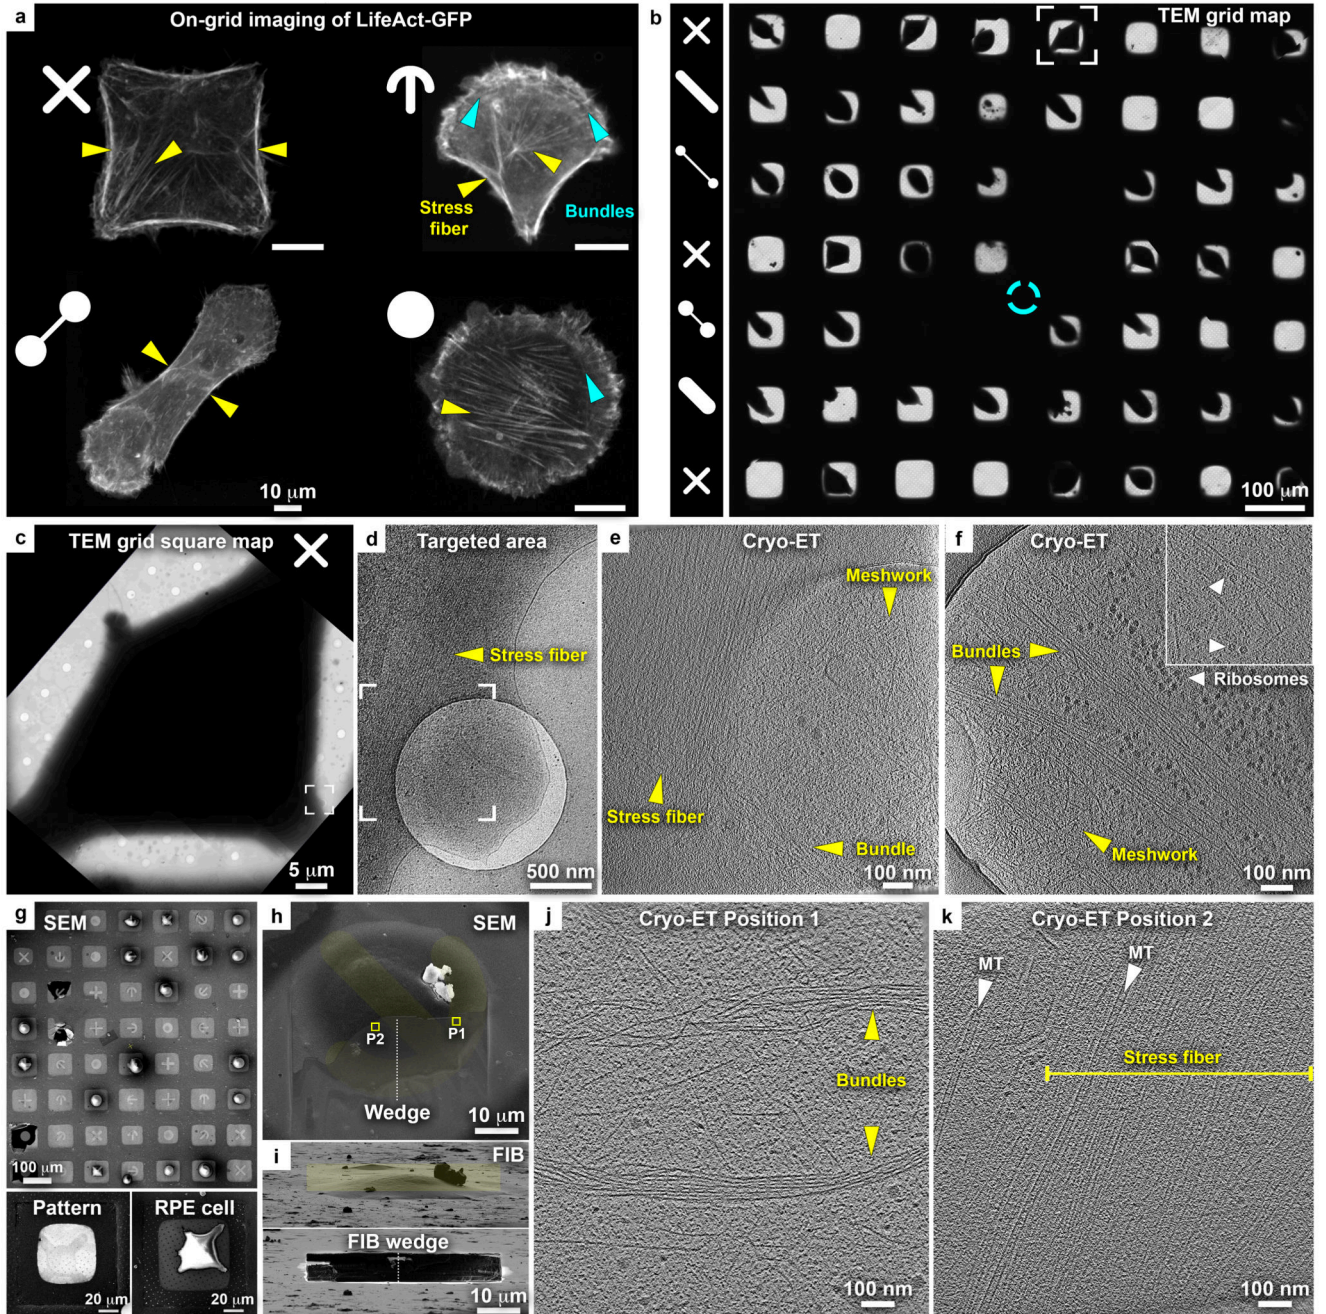 a
On-grid imaging of LifeAct-GFP
Stress
fiber
Bundles
10 μm
b
TEM grid map
100 μm
c
TEM grid square map
5 μm
d
Targeted area
Stress fiber
500 nm
e
Cryo-ET
Meshwork
Stress fiber
Bundle
100 nm
f
Cryo-ET
Bundles
Ribosomes
Meshwork
100 nm
g
SEM
100 μm
Pattern
20 μm
RPE cell
20 μm
h
SEM
P2
P1
Wedge
10 μm
i
FIB
FIB wedge
10 μm
j
Cryo-ET Position 1
Bundles
100 nm
k
Cryo-ET Position 2
MT
MT
Stress fiber
100 nm